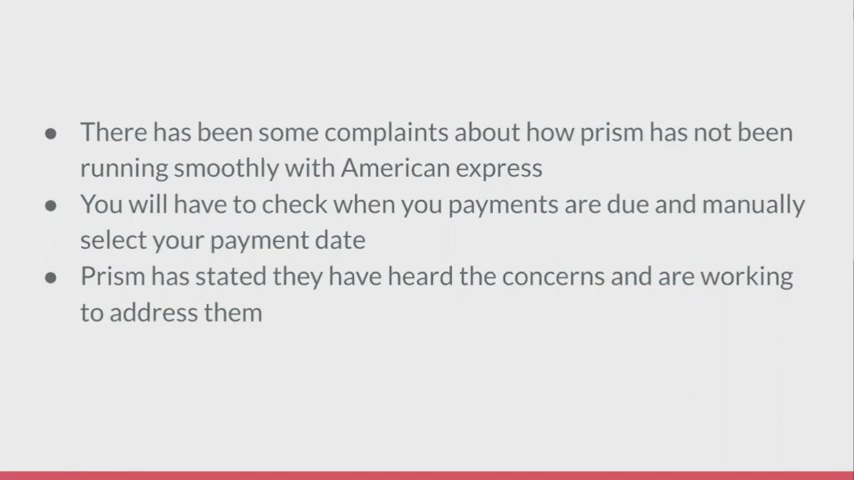 ● There has been some complaints about how prism has not been
running smoothly with American express
● You will have to check when you payments are due and manually
select your payment date
● Prism has stated they have heard the concerns and are working
to address them